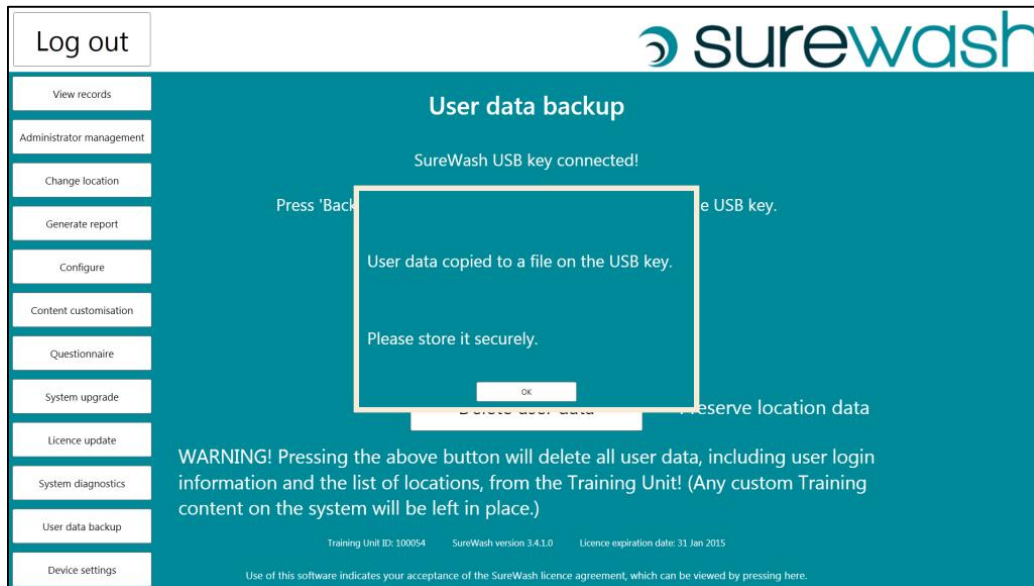 Log out
surewash
View records
Administrator management
Change location
Generate report
Configure
Content customisation
Questionnaire
System upgrade
Licence update
System diagnostics
User data backup
Device settings
User data backup
SureWash USB key connected!
Press 'Back
e USB key.
User data copied to a file on the USB key.
Please store it securely.
OK
Delete user data
Preserve location data
WARNING! Pressing the above button will delete all user data, including user login
information and the list of locations, from the Training Unit! (Any custom Training
content on the system will be left in place.)
Training Unit ID: 100054 SureWash version 3.4.1.0 Licence expiration date: 31 Jan 2015
Use of this software indicates your acceptance of the SureWash licence agreement, which can be viewed by pressing here.